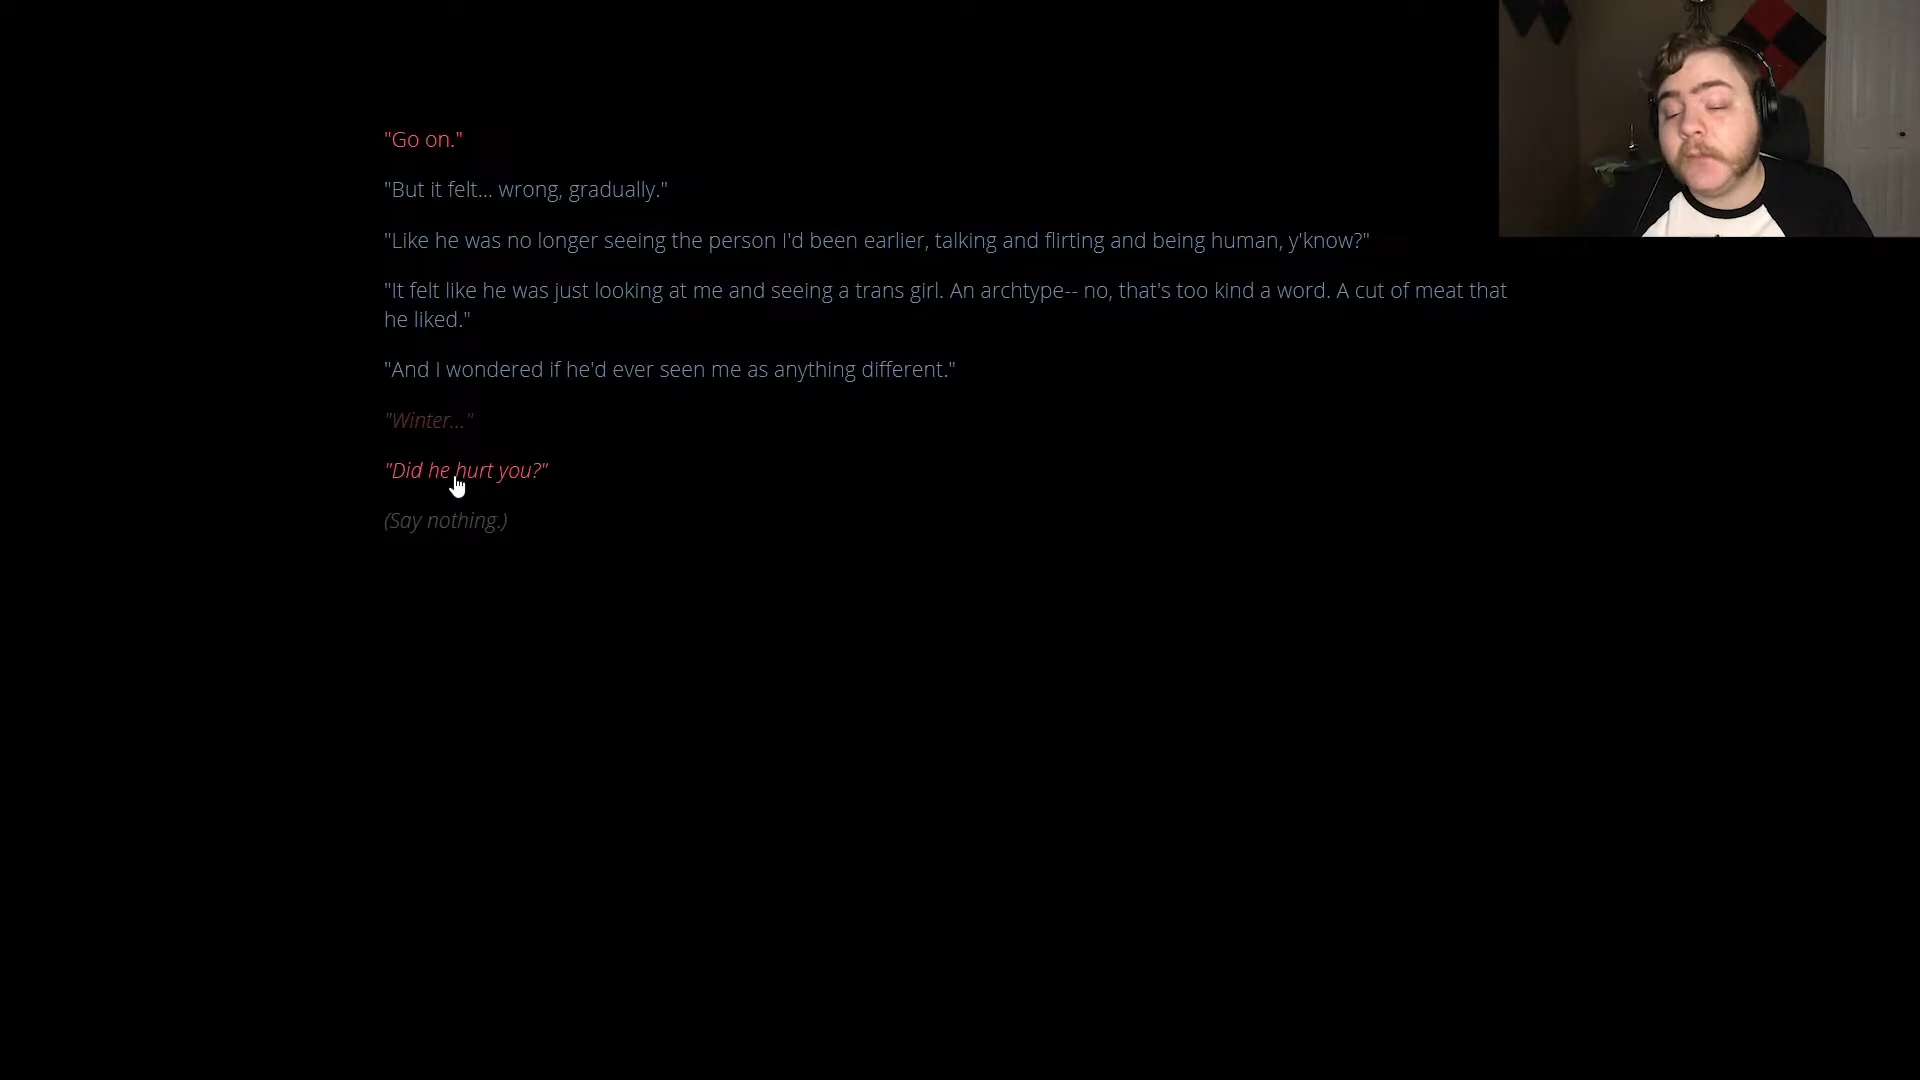 "Go on."
"But it felt... wrong, gradually."
"Like he was no longer seeing the person I'd been earlier, talking and flirting and being human, y'know?"
"It felt like he was just looking at me and seeing a trans girl. An archtype-- no, that's too kind a word. A cut of meat that
he liked."
"And I wondered if he'd ever seen me as anything different."
"Winter..."
"Did he hurt you?"
(Say nothing.)